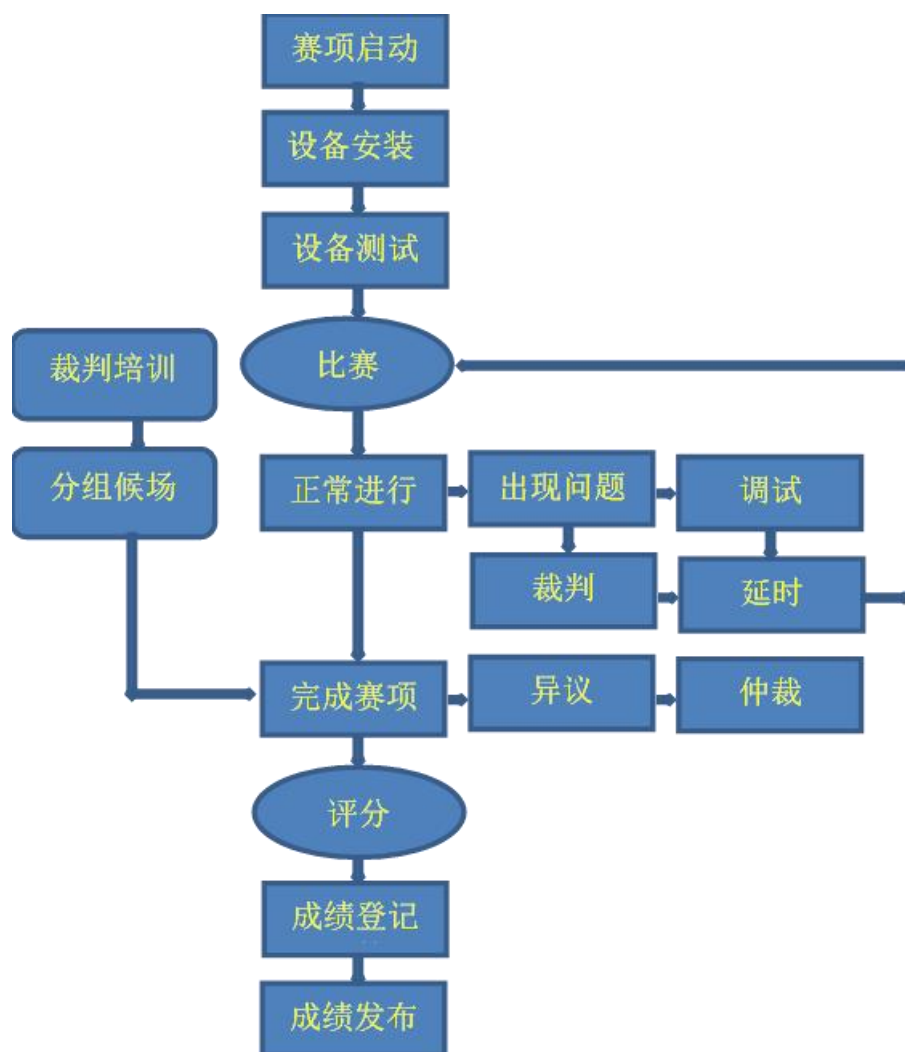 赛项启动
设备安装
设备测试
比赛
裁判培训
分组候场
正常进行
出现问题
调试
裁判
延时
完成赛项
异议
仲裁
评分
成绩登记
成绩发布